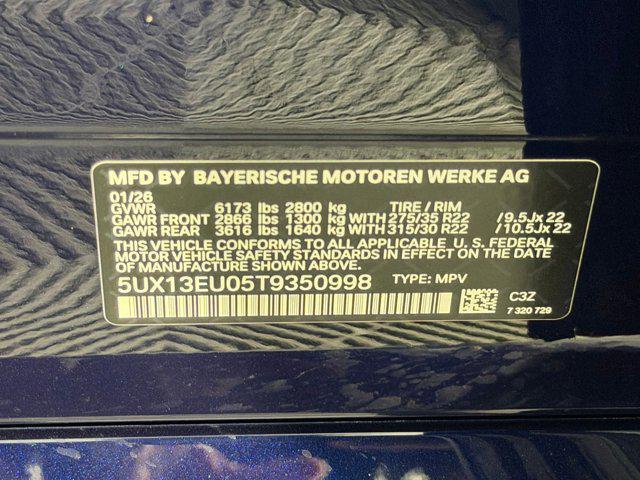 MFD BY BAYERISCHE MOTOREN WERKE AG
01/26
GVWR 6173 lbs 2800 kg TIRE / RIM
GAWR FRONT 2866 lbs 1300 kg WITH 275/35 R22 / 9.5Jx 22
GAWR REAR 3616 lbs 1640 kg WITH 315/30 R22 / 10.5Jx 22
THIS VEHICLE CONFORMS TO ALL APPLICABLE U. S. FEDERAL
MOTOR VEHICLE SAFETY STANDARDS IN EFFECT ON THE DATE OF
MANUFACTURE SHOWN ABOVE.
5UX13EU05T9350998 TYPE: MPV
C3Z
7 320 729